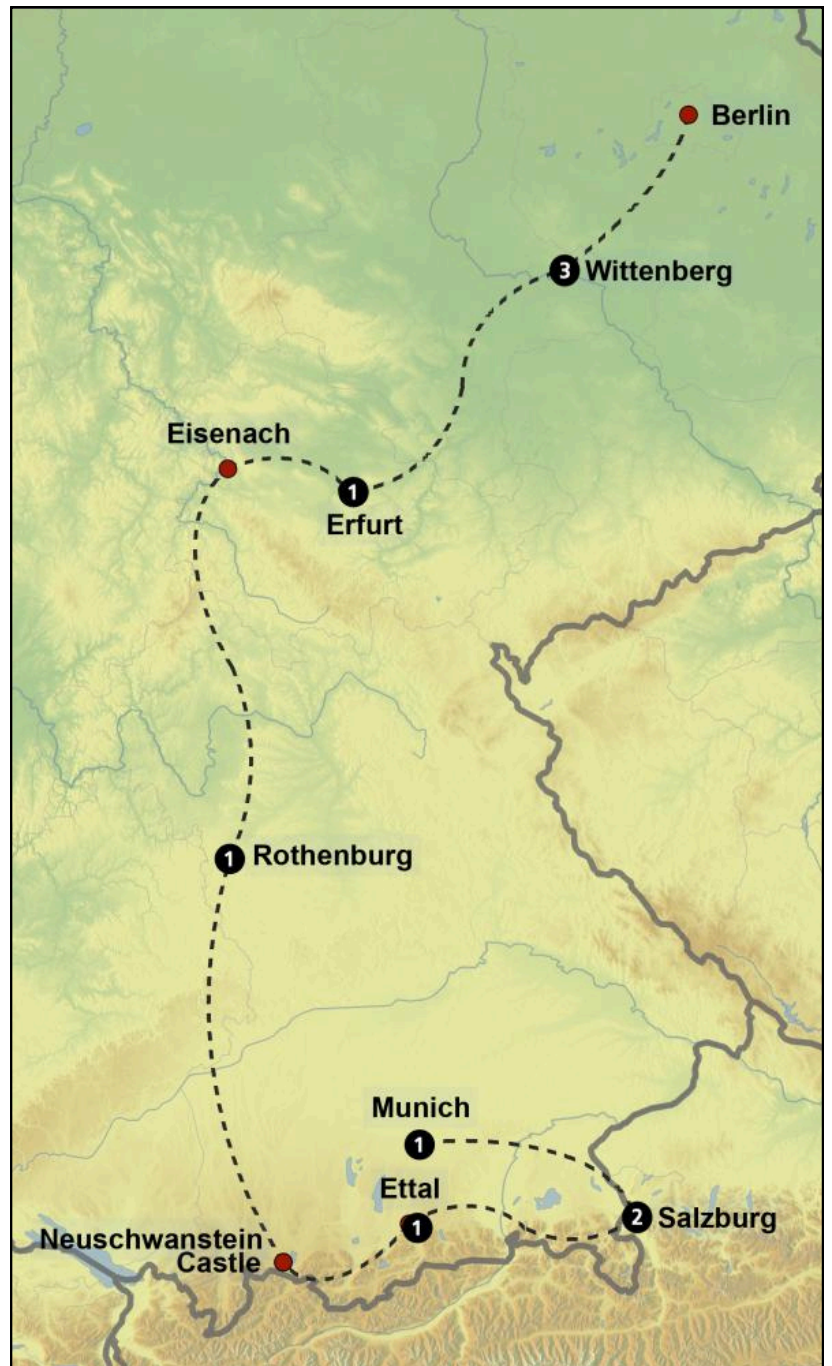 Berlin
3 Wittenberg
Eisenach
1
Erfurt
1 Rothenburg
Munich
1
Ettal
1
2 Salzburg
Neuschwanstein
Castle